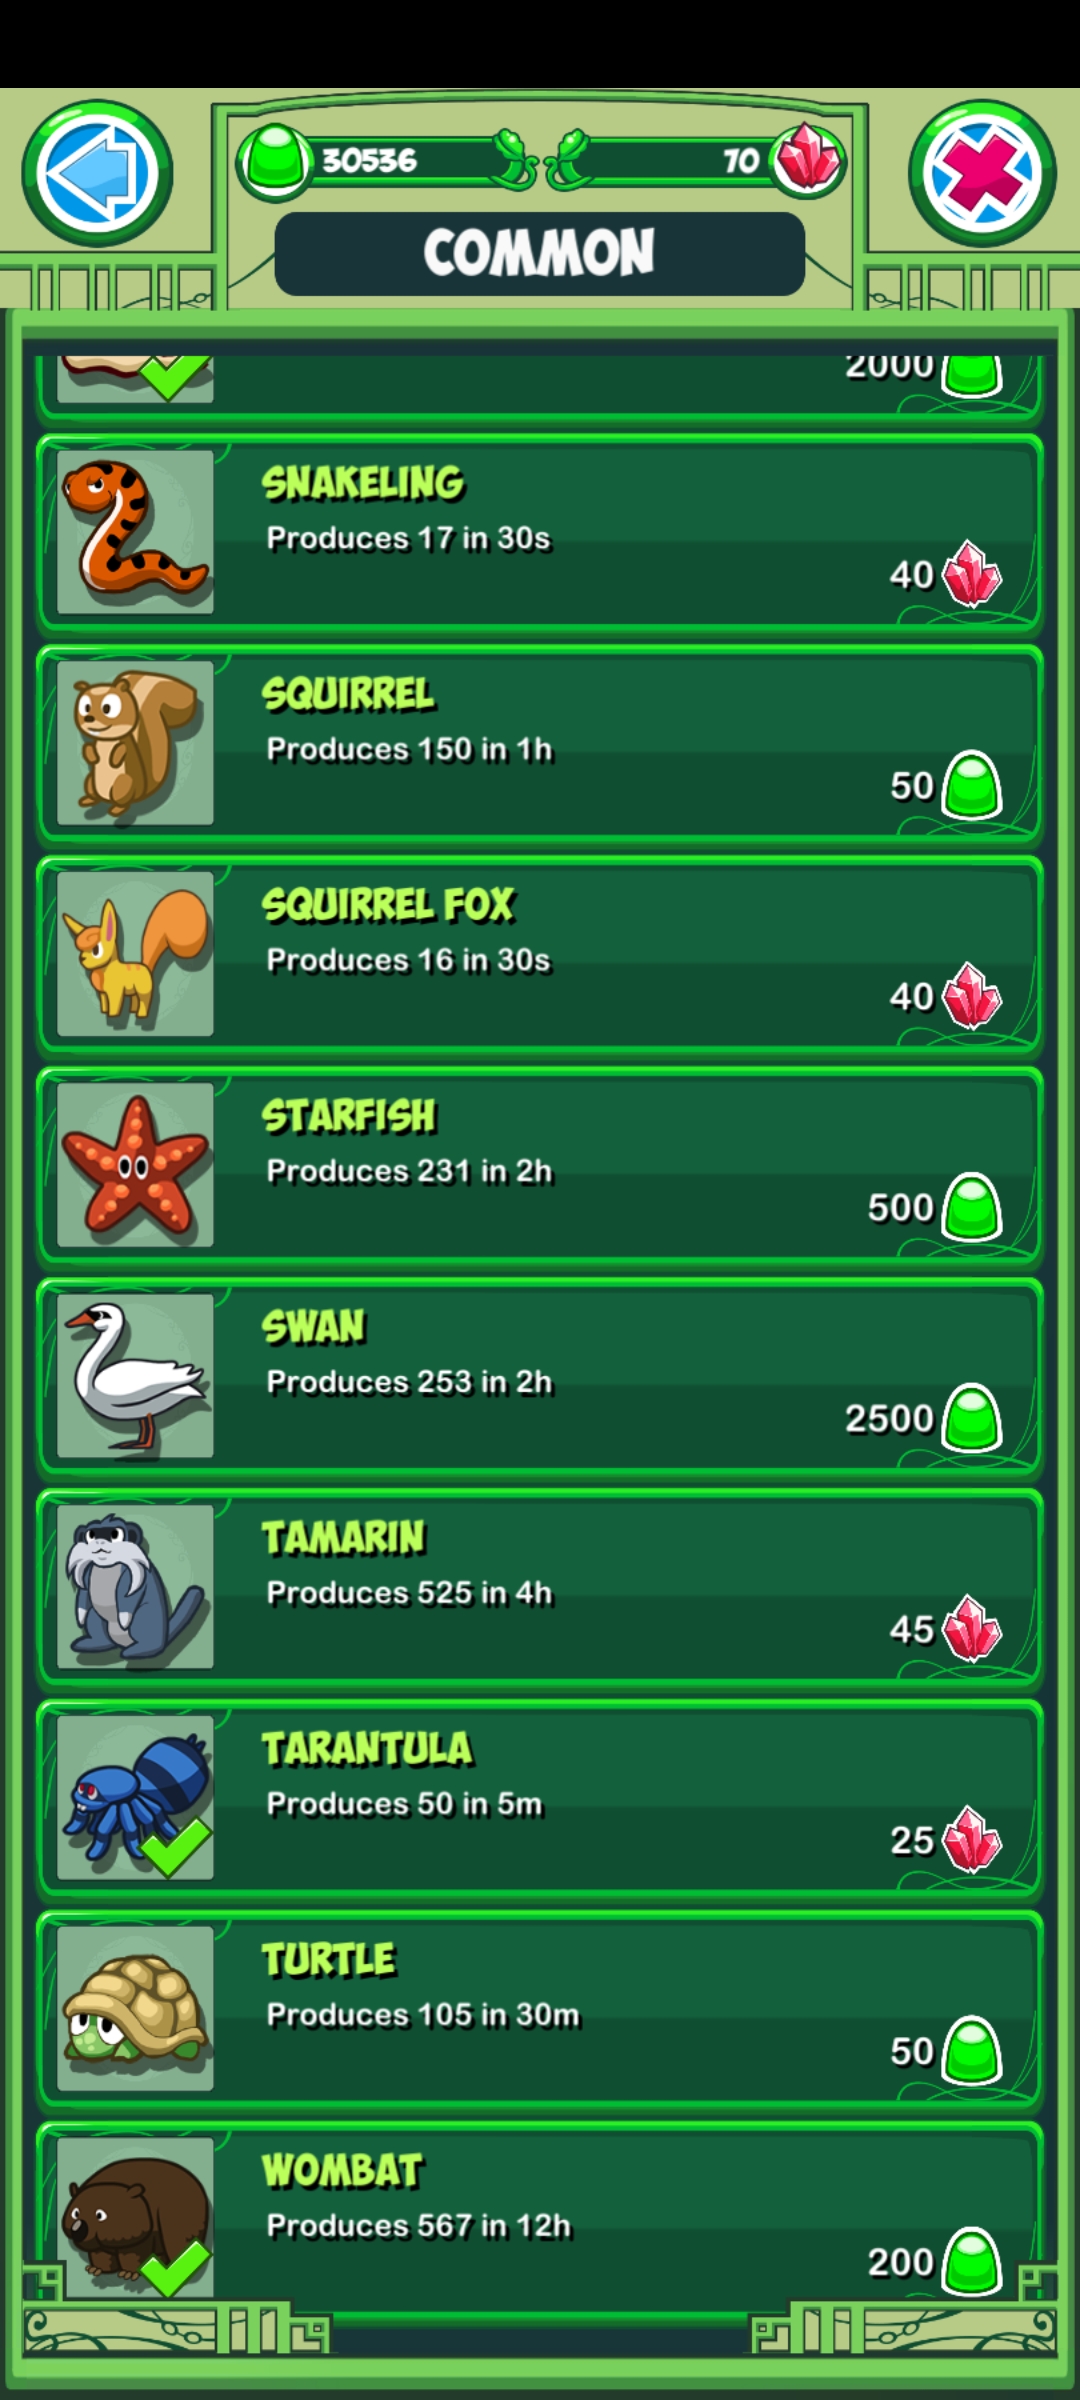 30536
70
COMMON
2000
SNAKELING
Produces 17 in 30s
40
SQUIRREL
Produces 150 in 1h
50
SQUIRREL FOX
Produces 16 in 30s
40
STARFISH
Produces 231 in 2h
500
SWAN
Produces 253 in 2h
2500
TAMARIN
Produces 525 in 4h
45
TARANTULA
Produces 50 in 5m
25
TURTLE
Produces 105 in 30m
50
WOMBAT
Produces 567 in 12h
200